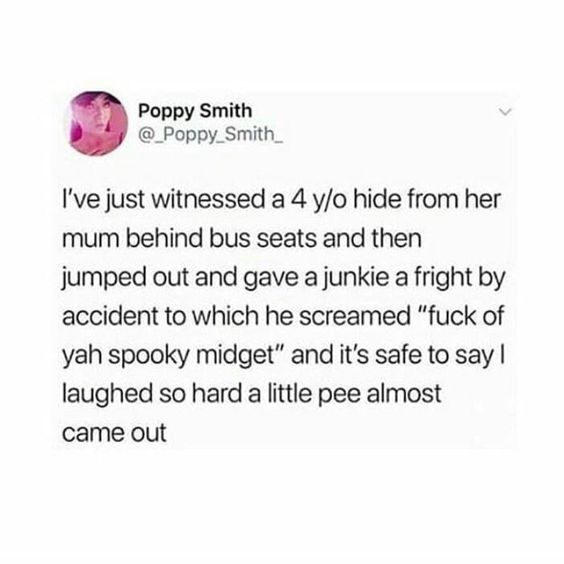 Poppy Smith
@_Poppy_Smith_
I've just witnessed a 4 y/o hide from her
mum behind bus seats and then
jumped out and gave a junkie a fright by
accident to which he screamed "fuck of
yah spooky midget" and it's safe to say I
laughed so hard a little pee almost
came out